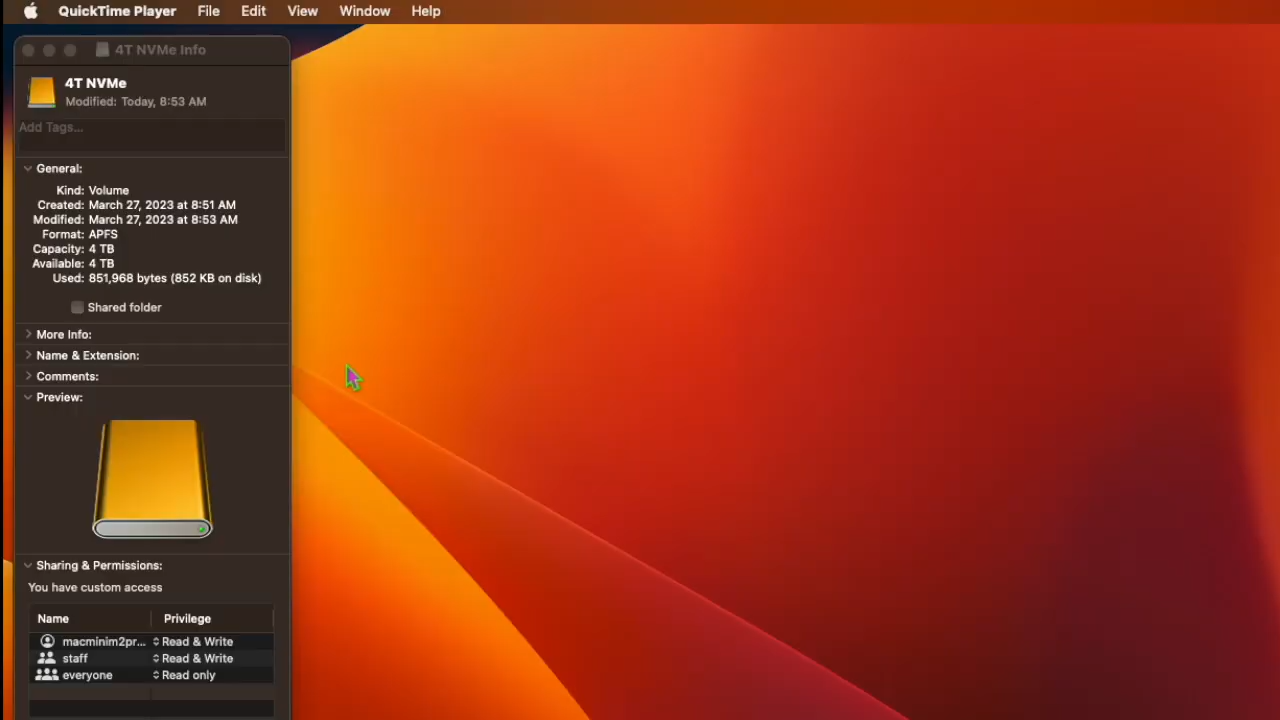 QuickTime Player File Edit View Window Help
4T NVMe Info
4T NVMe
Modified: Today, 8:53 AM
Add Tags...
General:
Kind: Volume
Created: March 27, 2023 at 8:51 AM
Modified: March 27, 2023 at 8:53 AM
Format: APFS
Capacity: 4 TB
Available: 4 TB
Used: 851,968 bytes (852 KB on disk)
Shared folder
More Info:
Name & Extension:
Comments:
Preview:
Sharing & Permissions:
You have custom access
Name Privilege
macminim2pr... Read & Write
staff Read & Write
everyone Read only